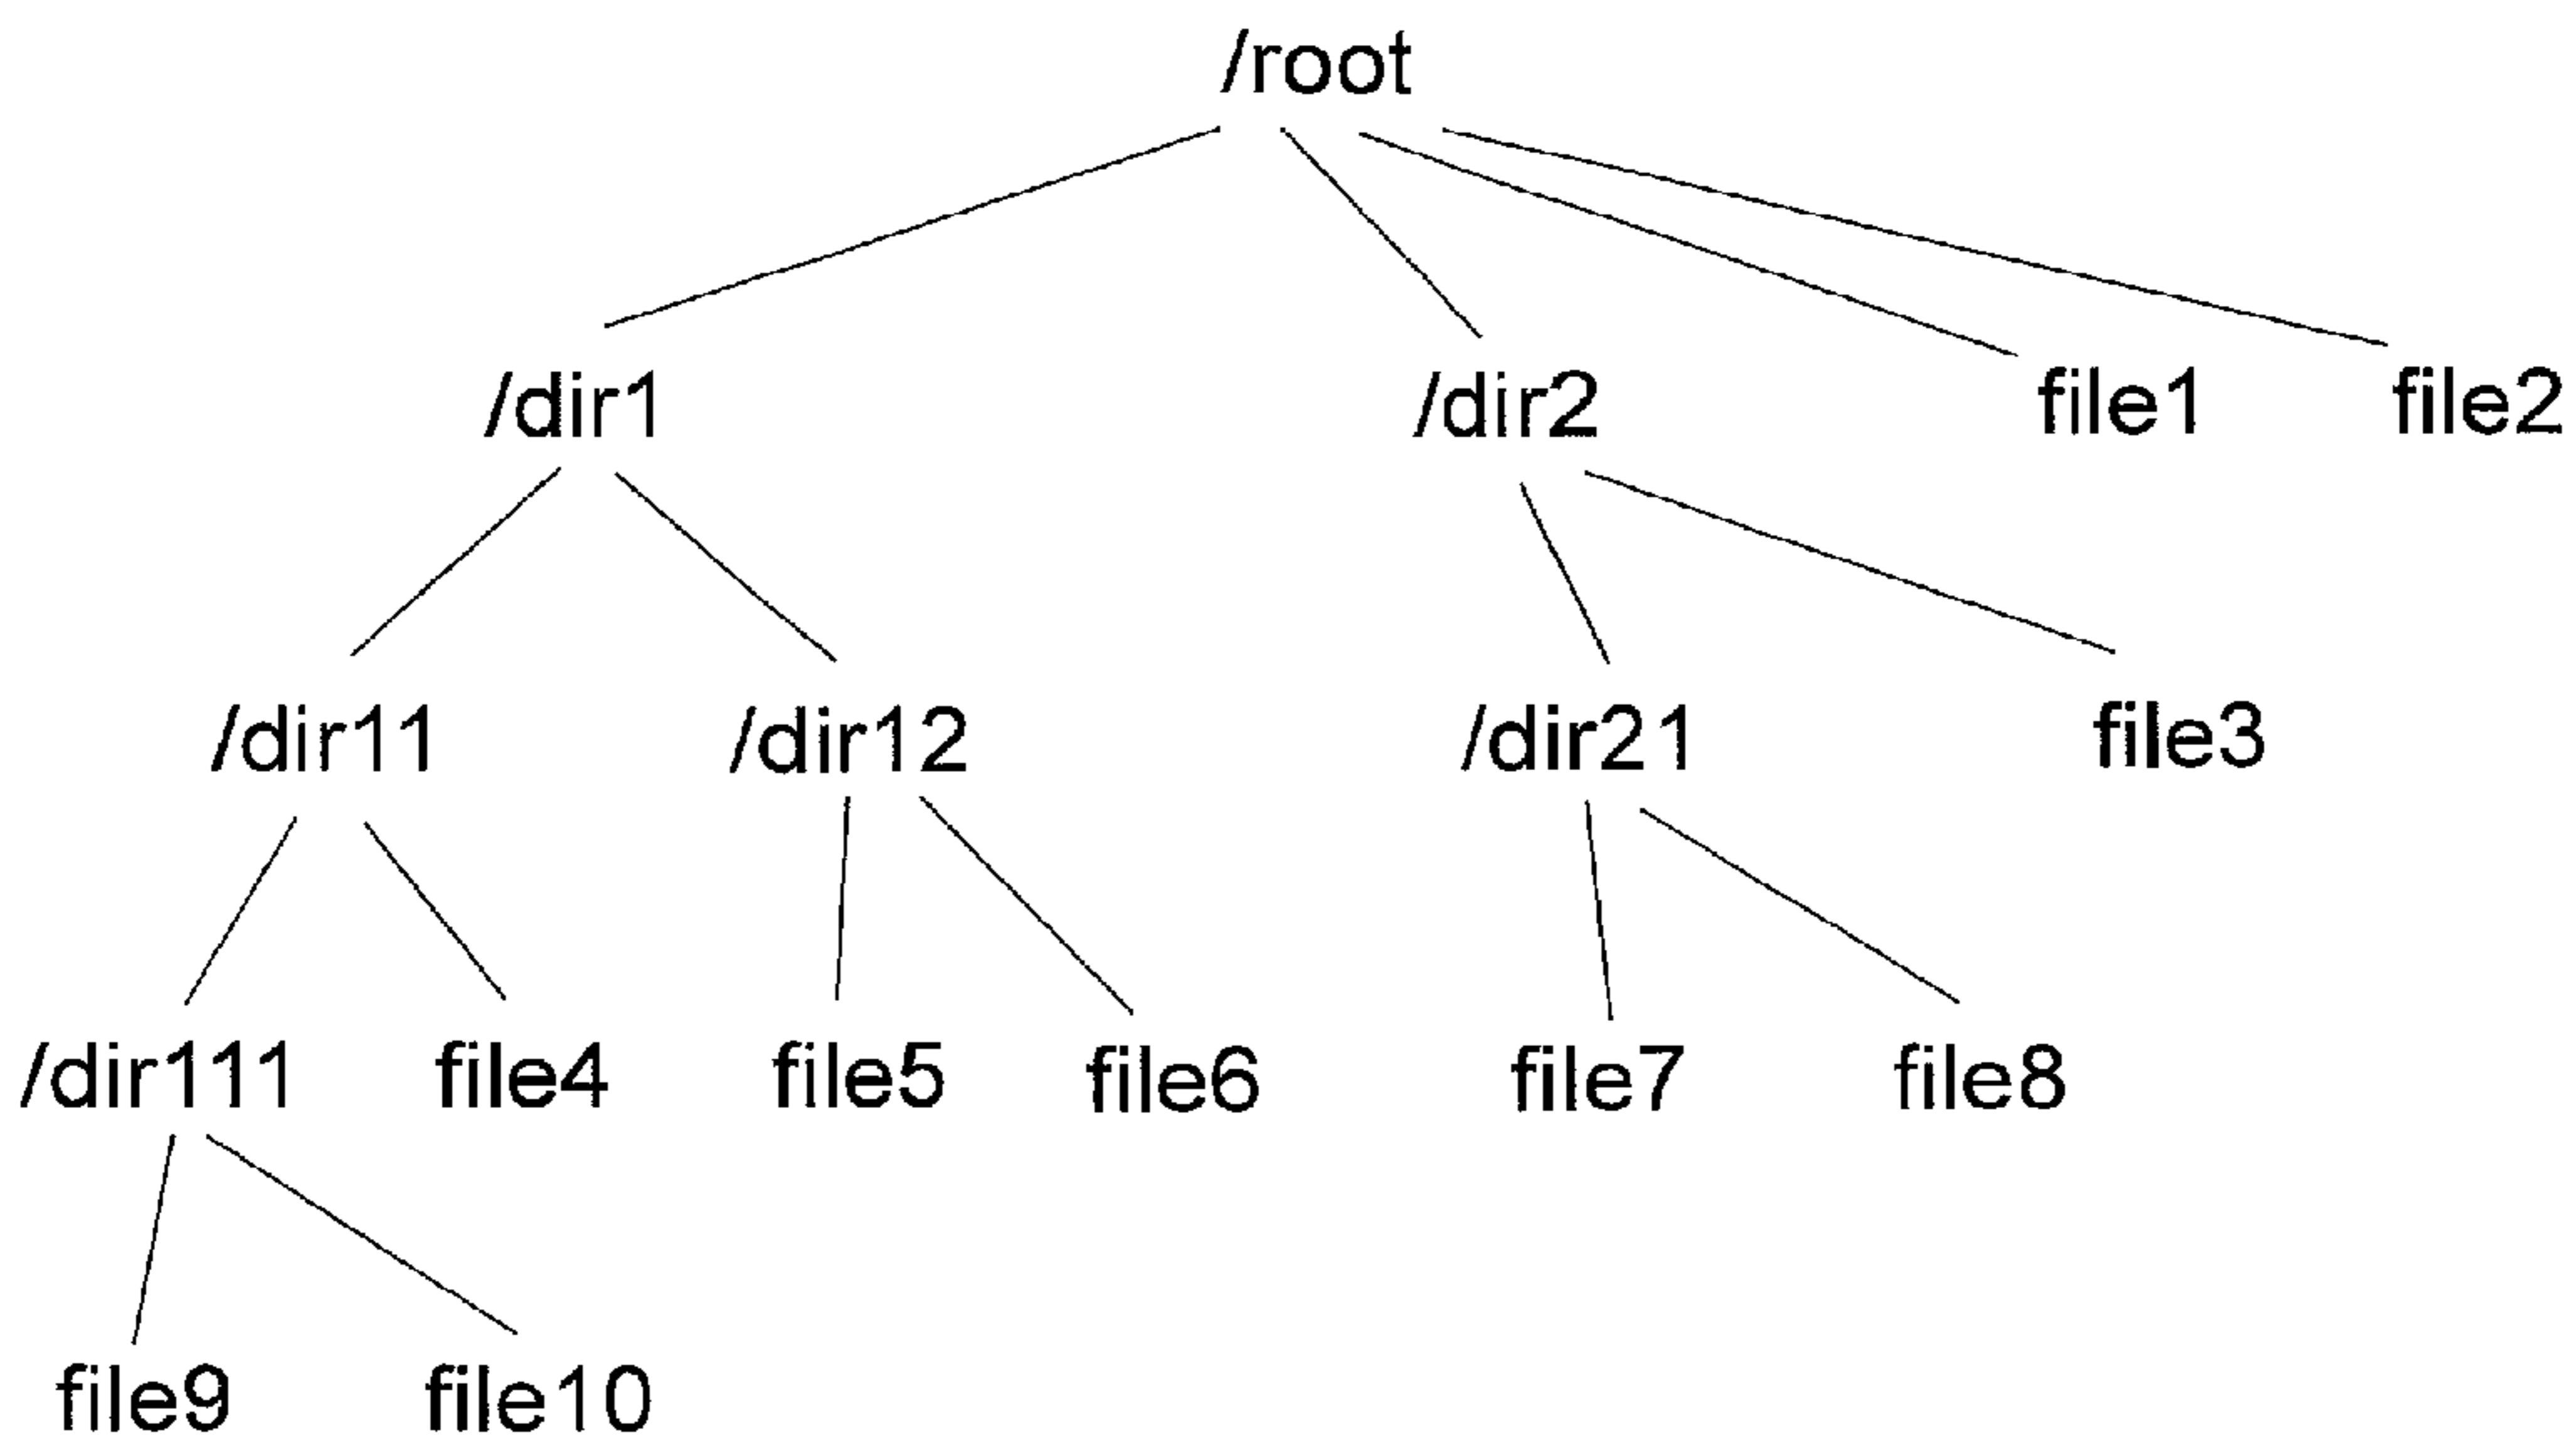 /root
/dir1 /dir2 file1 file2
/dir11 /dir12 /dir21 file3
/dir111 file4 file5 file6 file7 file8
file9 file10